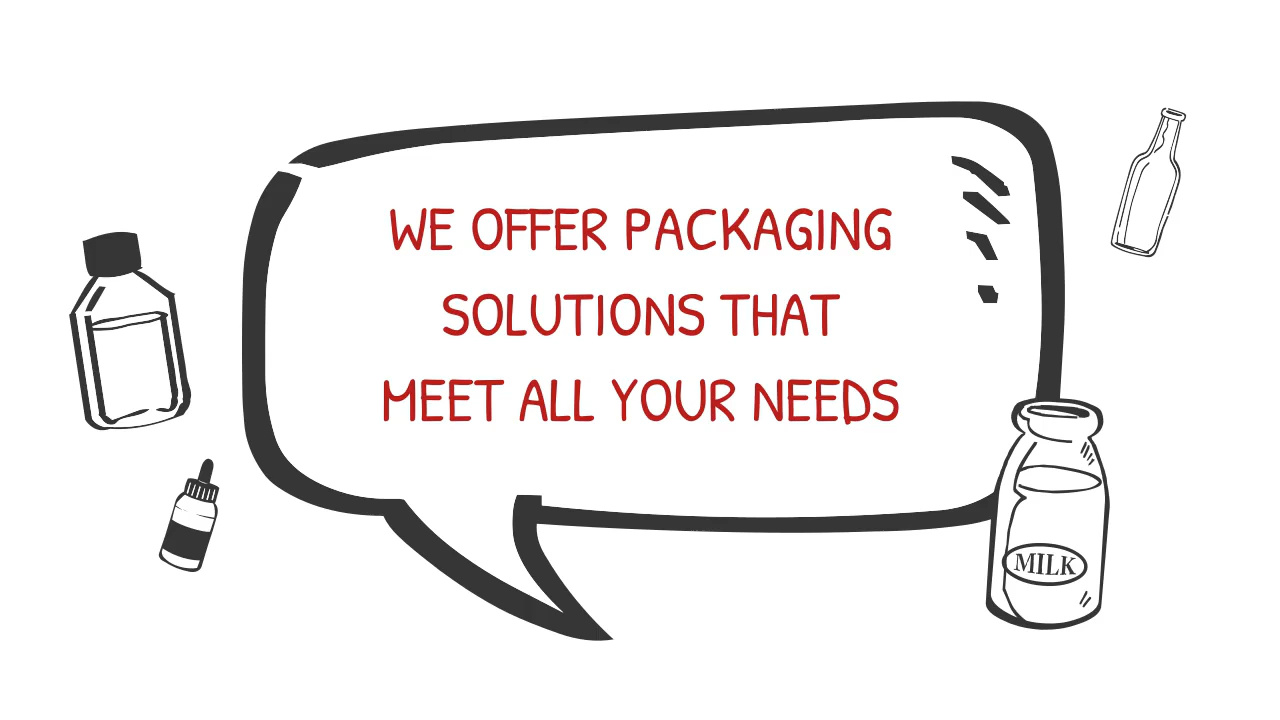 WE OFFER PACKAGING
SOLUTIONS THAT
MEET ALL YOUR NEEDS
MILK